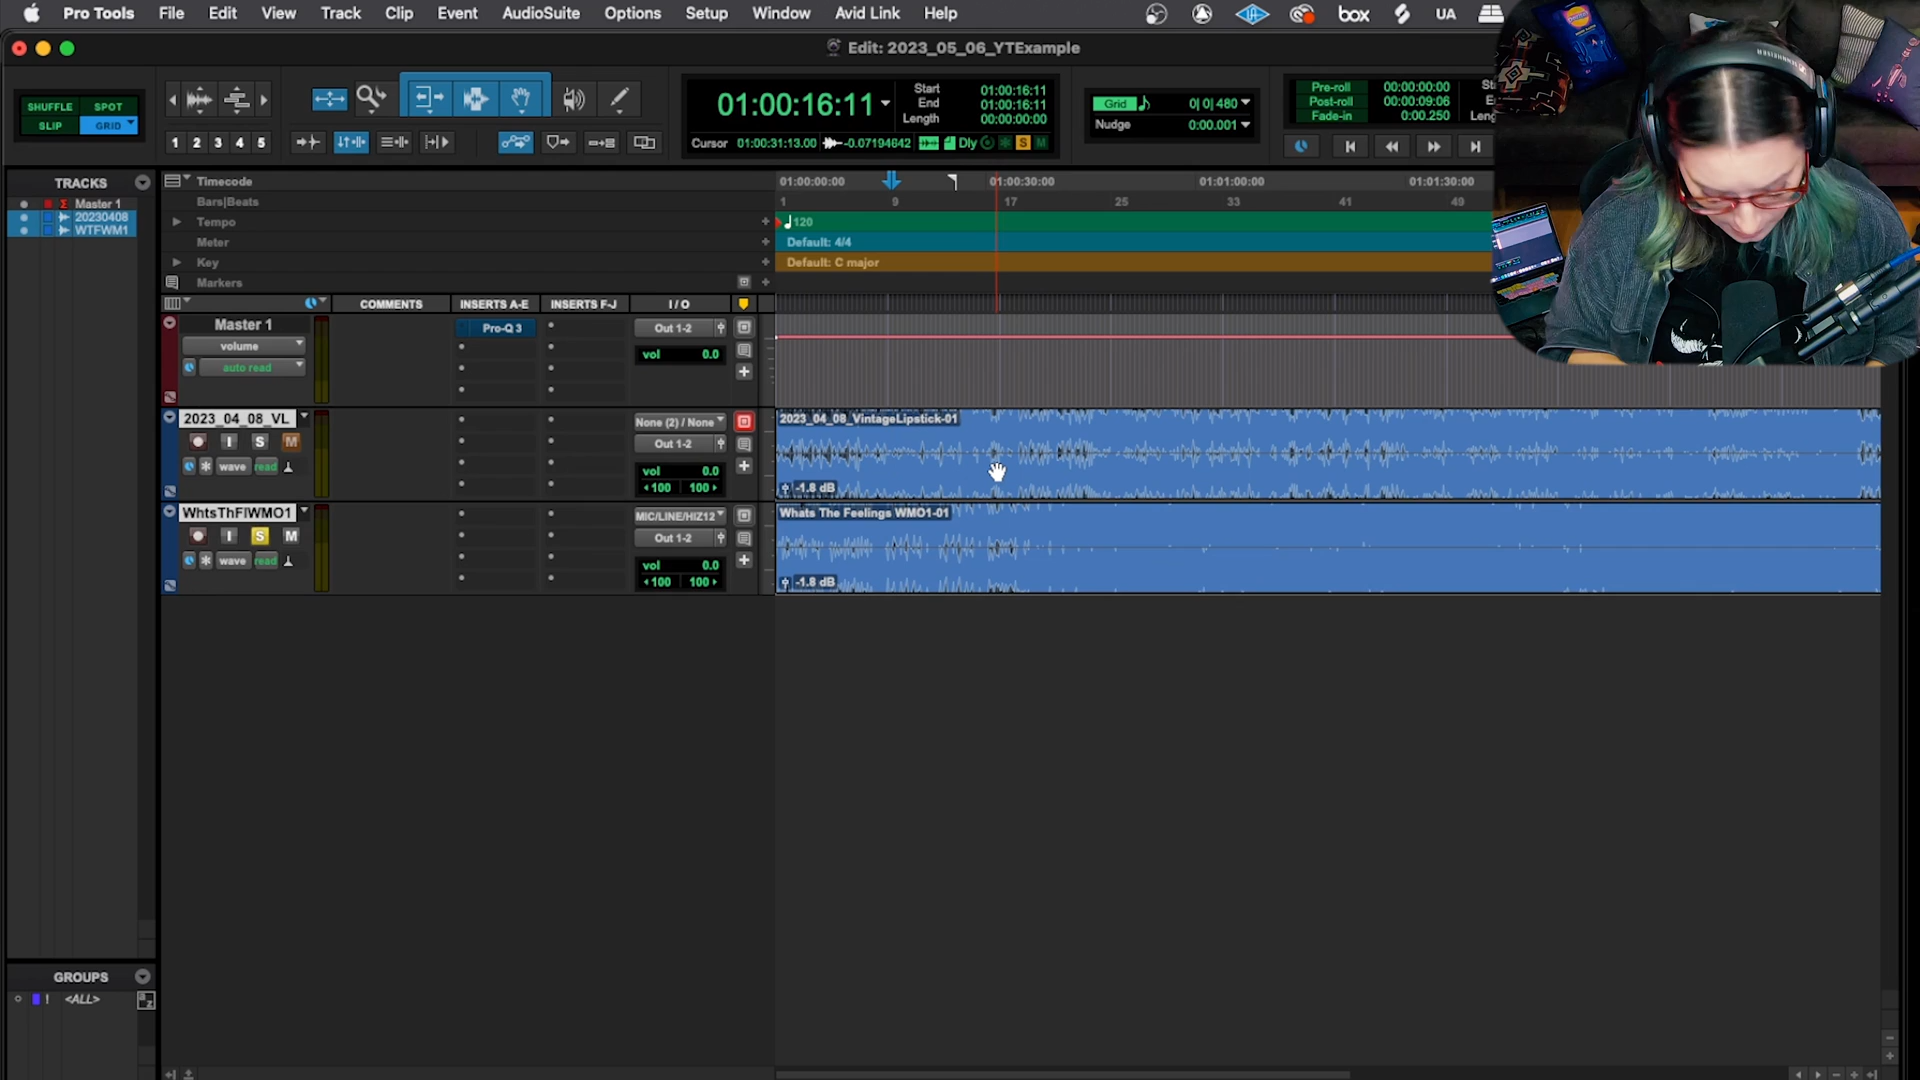 Pro Tools File Edit View Track Clip Event AudioSuite Options Setup Window Avid Link Help box UA
Edit: 2023_05_06_YTExample
SHUFFLE SPOT
SLIP GRID
1 2 3 4 5
01:00:16:11
Start 01:00:16:11
End 01:00:16:11
Length 00:00:00:00
Cursor 01:00:31:13.00 -0.07194642 Dly S M
Grid 0| 0| 480
Nudge 0:00.001
Pre-roll 00:00:00:00
Post-roll 00:00:09:06
Fade-in 0:00.250
TRACKS
Master 1
20230408
WTFWM1
Timecode 01:00:00:00 01:00:30:00 01:01:00:00 01:01:30:00
Bars|Beats 1 9 17 25 33 41 49
Tempo 120
Meter Default: 4/4
Key Default: C major
Markers
COMMENTS INSERTS A-E INSERTS F-J I / O
Master 1
volume
auto read
Pro-Q 3
Out 1-2
vol 0.0
2023_04_08_VL
I S M
wave read
None (2) / None
Out 1-2
vol 0.0
100 100
2023_04_08_VintageLipstick-01
-1.8 dB
WhtsThFlWMO1
I S M
wave read
MIC/LINE/HIZ12
Out 1-2
vol 0.0
100 100
Whats The Feelings WMO1-01
-1.8 dB
GROUPS
! <ALL>